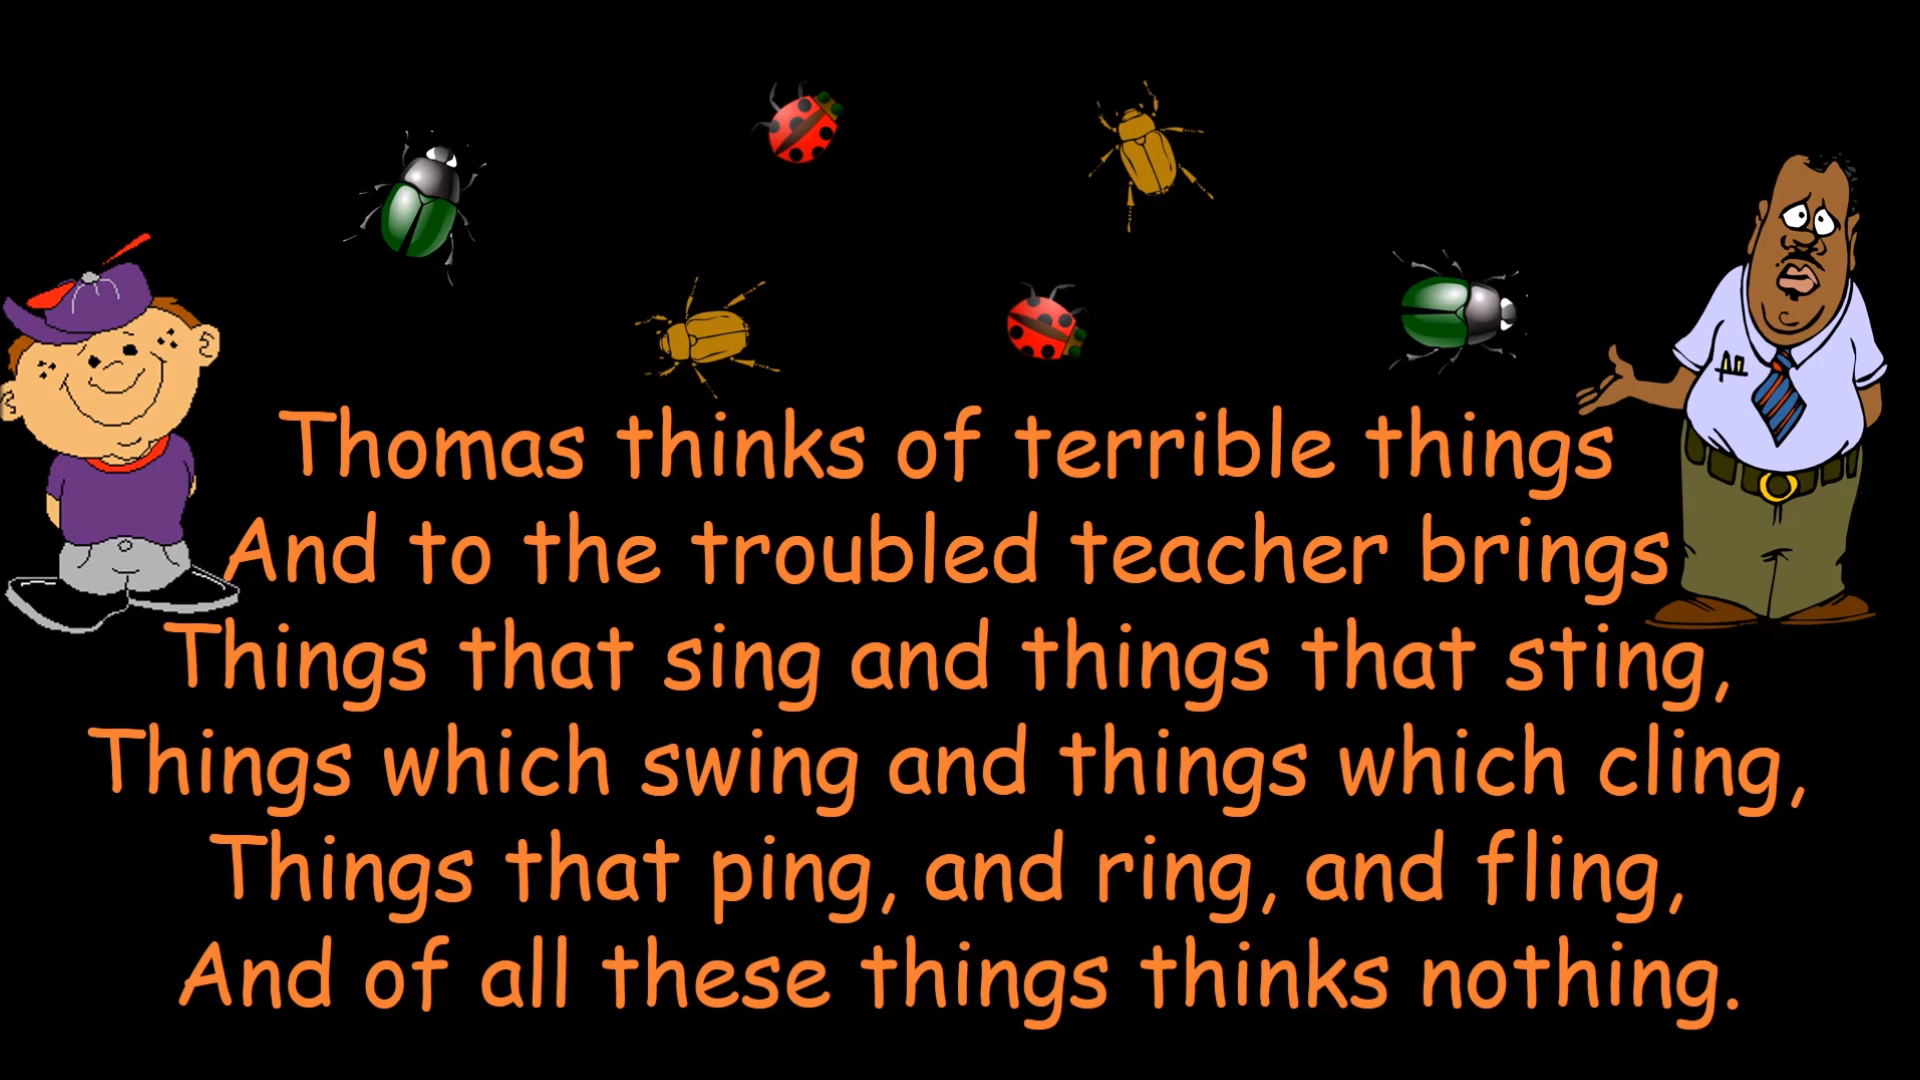 Thomas thinks of terrible things
And to the troubled teacher brings
Things that sing and things that sting,
Things which swing and things which cling,
Things that ping, and ring, and fling,
And of all these things thinks nothing.